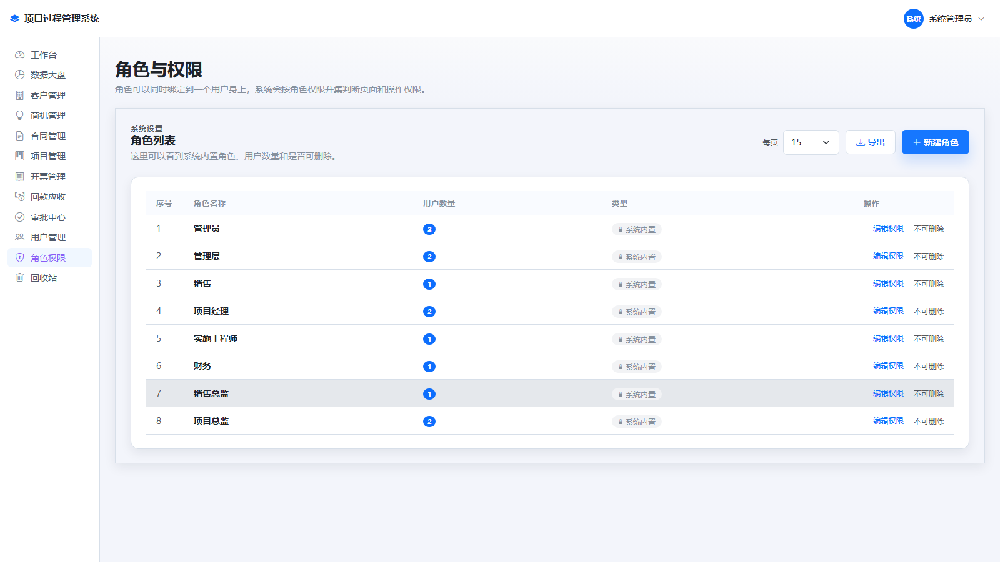 项目过程管理系统
系统 系统管理员
工作台
数据大盘
客户管理
商机管理
合同管理
项目管理
开票管理
回款应收
审批中心
用户管理
角色权限
回收站
角色与权限
角色可以同时绑定到一个用户身上，系统会按角色权限并集判断页面和操作权限。
系统设置
角色列表
这里可以看到系统内置角色、用户数量和是否可删除。
每页 15 导出 新建角色
序号 角色名称 用户数量 类型 操作
1 管理员 2 系统内置 编辑权限 不可删除
2 管理层 2 系统内置 编辑权限 不可删除
3 销售 1 系统内置 编辑权限 不可删除
4 项目经理 2 系统内置 编辑权限 不可删除
5 实施工程师 1 系统内置 编辑权限 不可删除
6 财务 1 系统内置 编辑权限 不可删除
7 销售总监 1 系统内置 编辑权限 不可删除
8 项目总监 2 系统内置 编辑权限 不可删除